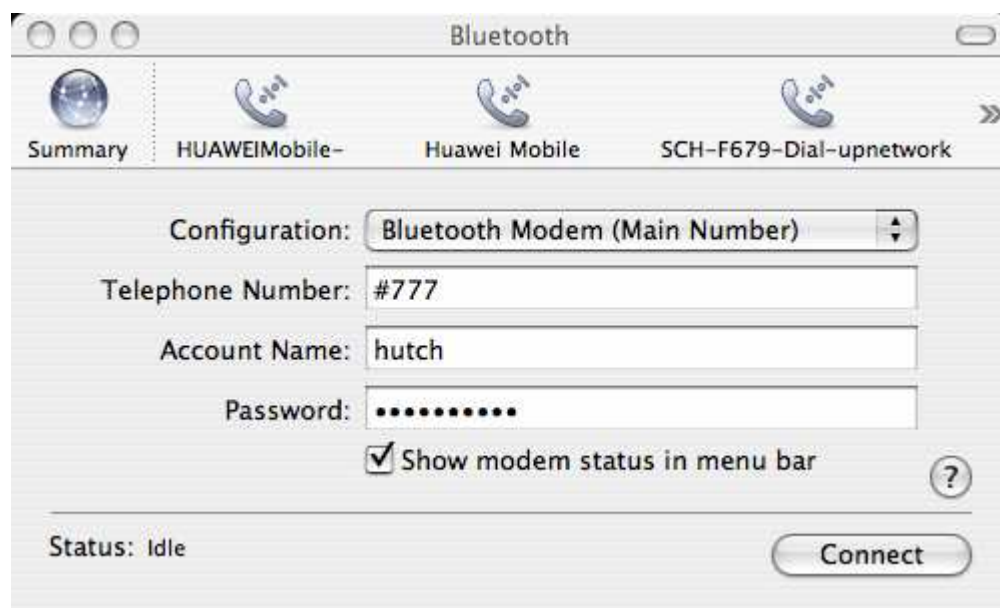 Bluetooth
Summary HUAWEIMobile- Huawei Mobile SCH-F679-Dial-upnetwork »
Configuration: Bluetooth Modem (Main Number)
Telephone Number: #777
Account Name: hutch
Password: ••••••••••
Show modem status in menu bar
?
Status: Idle
Connect